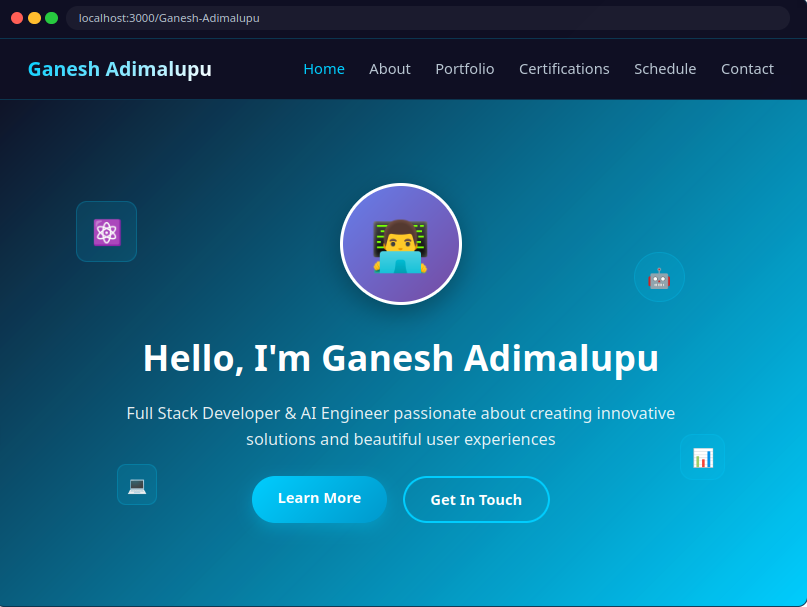 localhost:3000/Ganesh-Adimalupu
Ganesh Adimalupu
Home About Portfolio Certifications Schedule Contact
Hello, I'm Ganesh Adimalupu
Full Stack Developer & AI Engineer passionate about creating innovative
solutions and beautiful user experiences
Learn More
Get In Touch